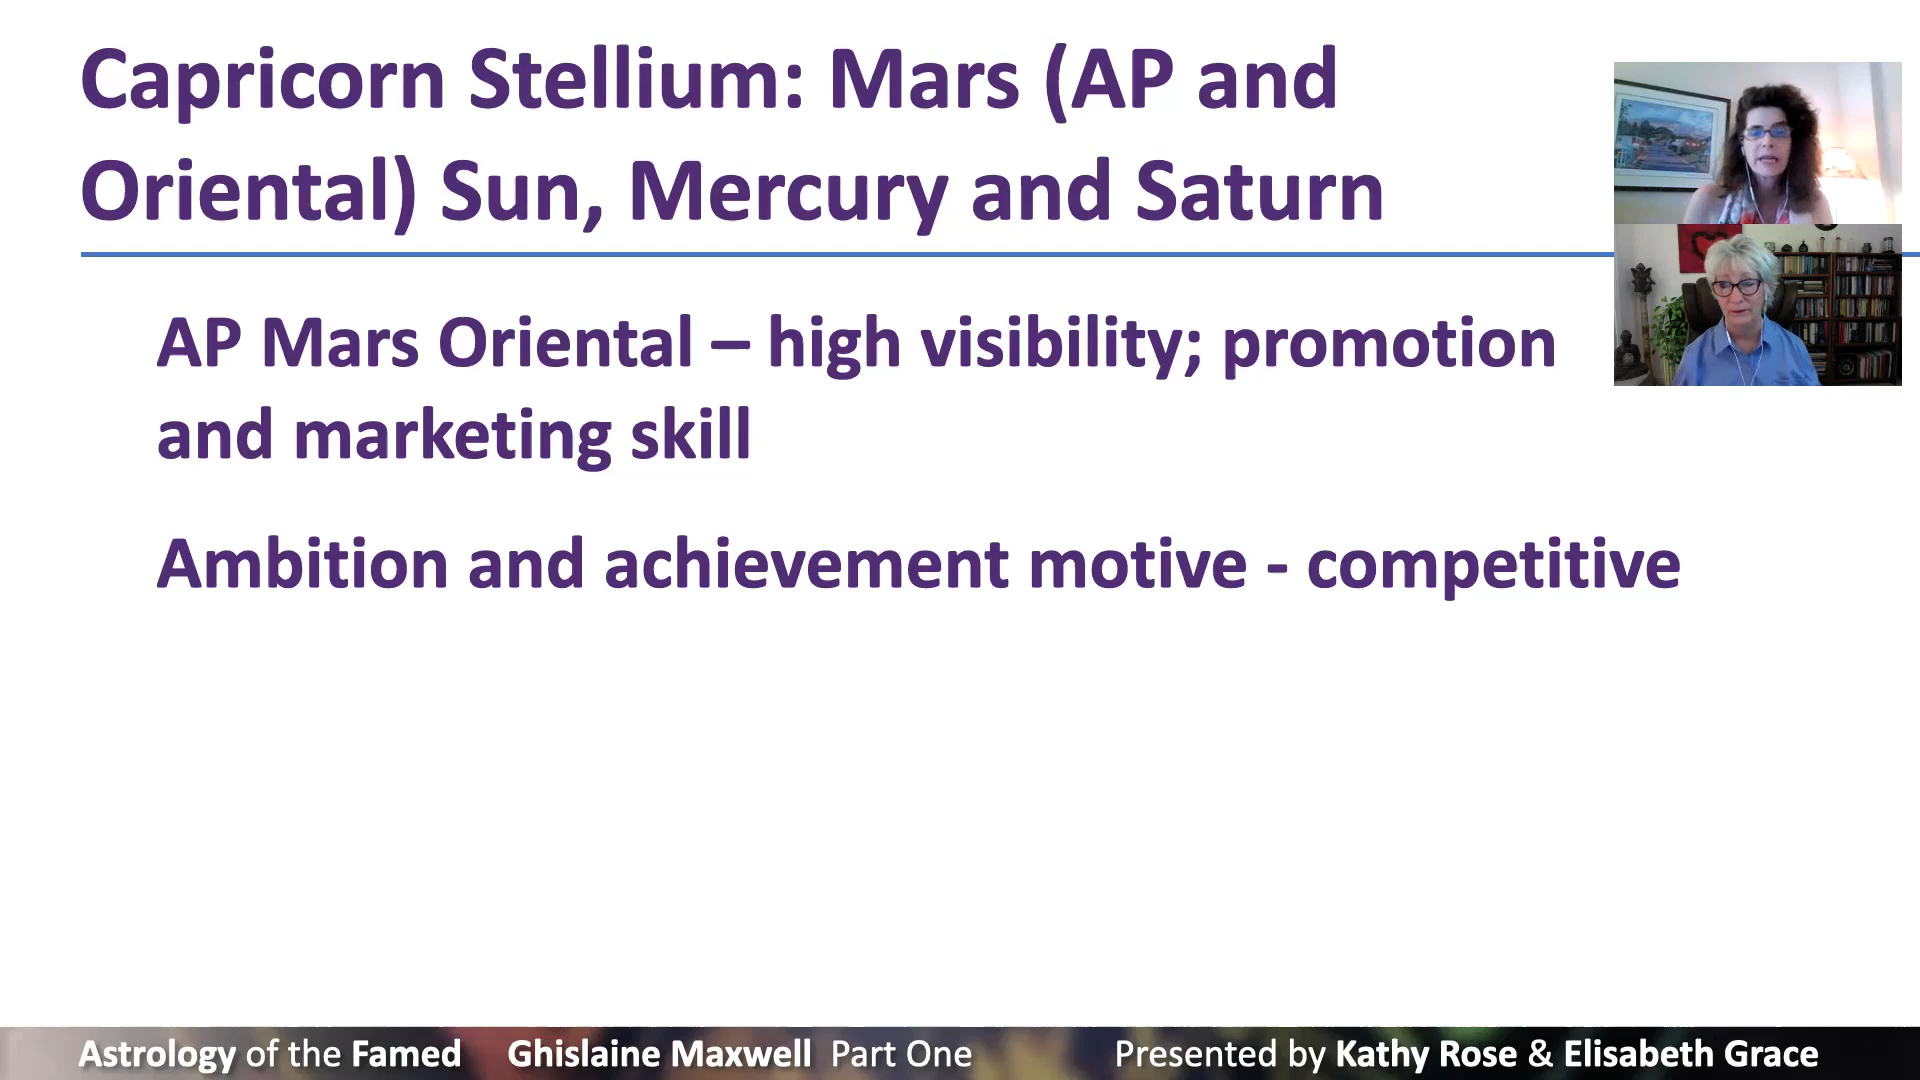 Capricorn Stellium: Mars (AP and
Oriental) Sun, Mercury and Saturn
AP Mars Oriental – high visibility; promotion
and marketing skill
Ambition and achievement motive - competitive
Astrology of the Famed Ghislaine Maxwell Part One Presented by Kathy Rose & Elisabeth Grace